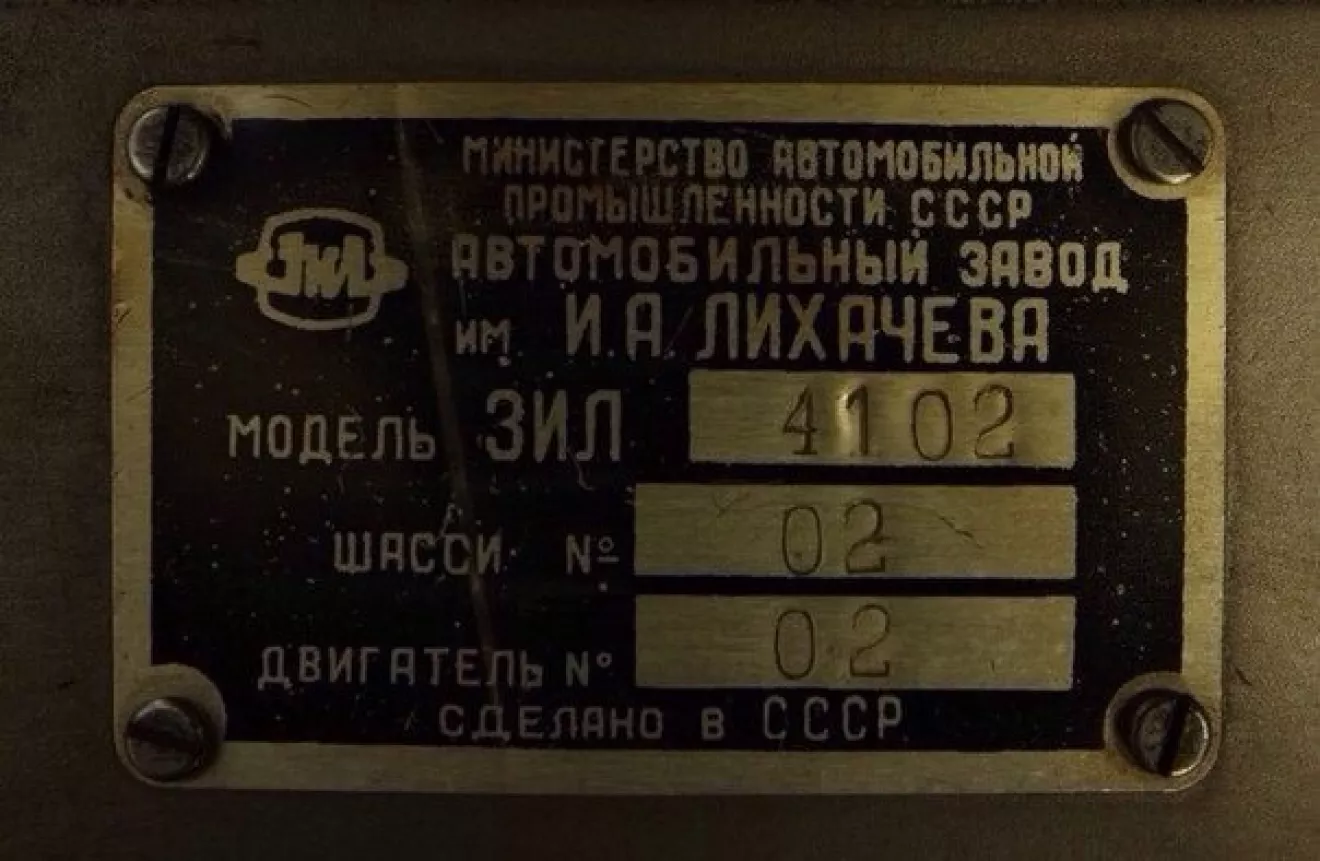 МИНИСТЕРСТВО АВТОМОБИЛЬНОЙ
ПРОМЫШЛЕННОСТИ СССР
ЗИЛ АВТОМОБИЛЬНЫЙ ЗАВОД
ИМ. И.А. ЛИХАЧЕВА
МОДЕЛЬ ЗИЛ 4102
ШАССИ № 02
ДВИГАТЕЛЬ № 02
СДЕЛАНО В СССР